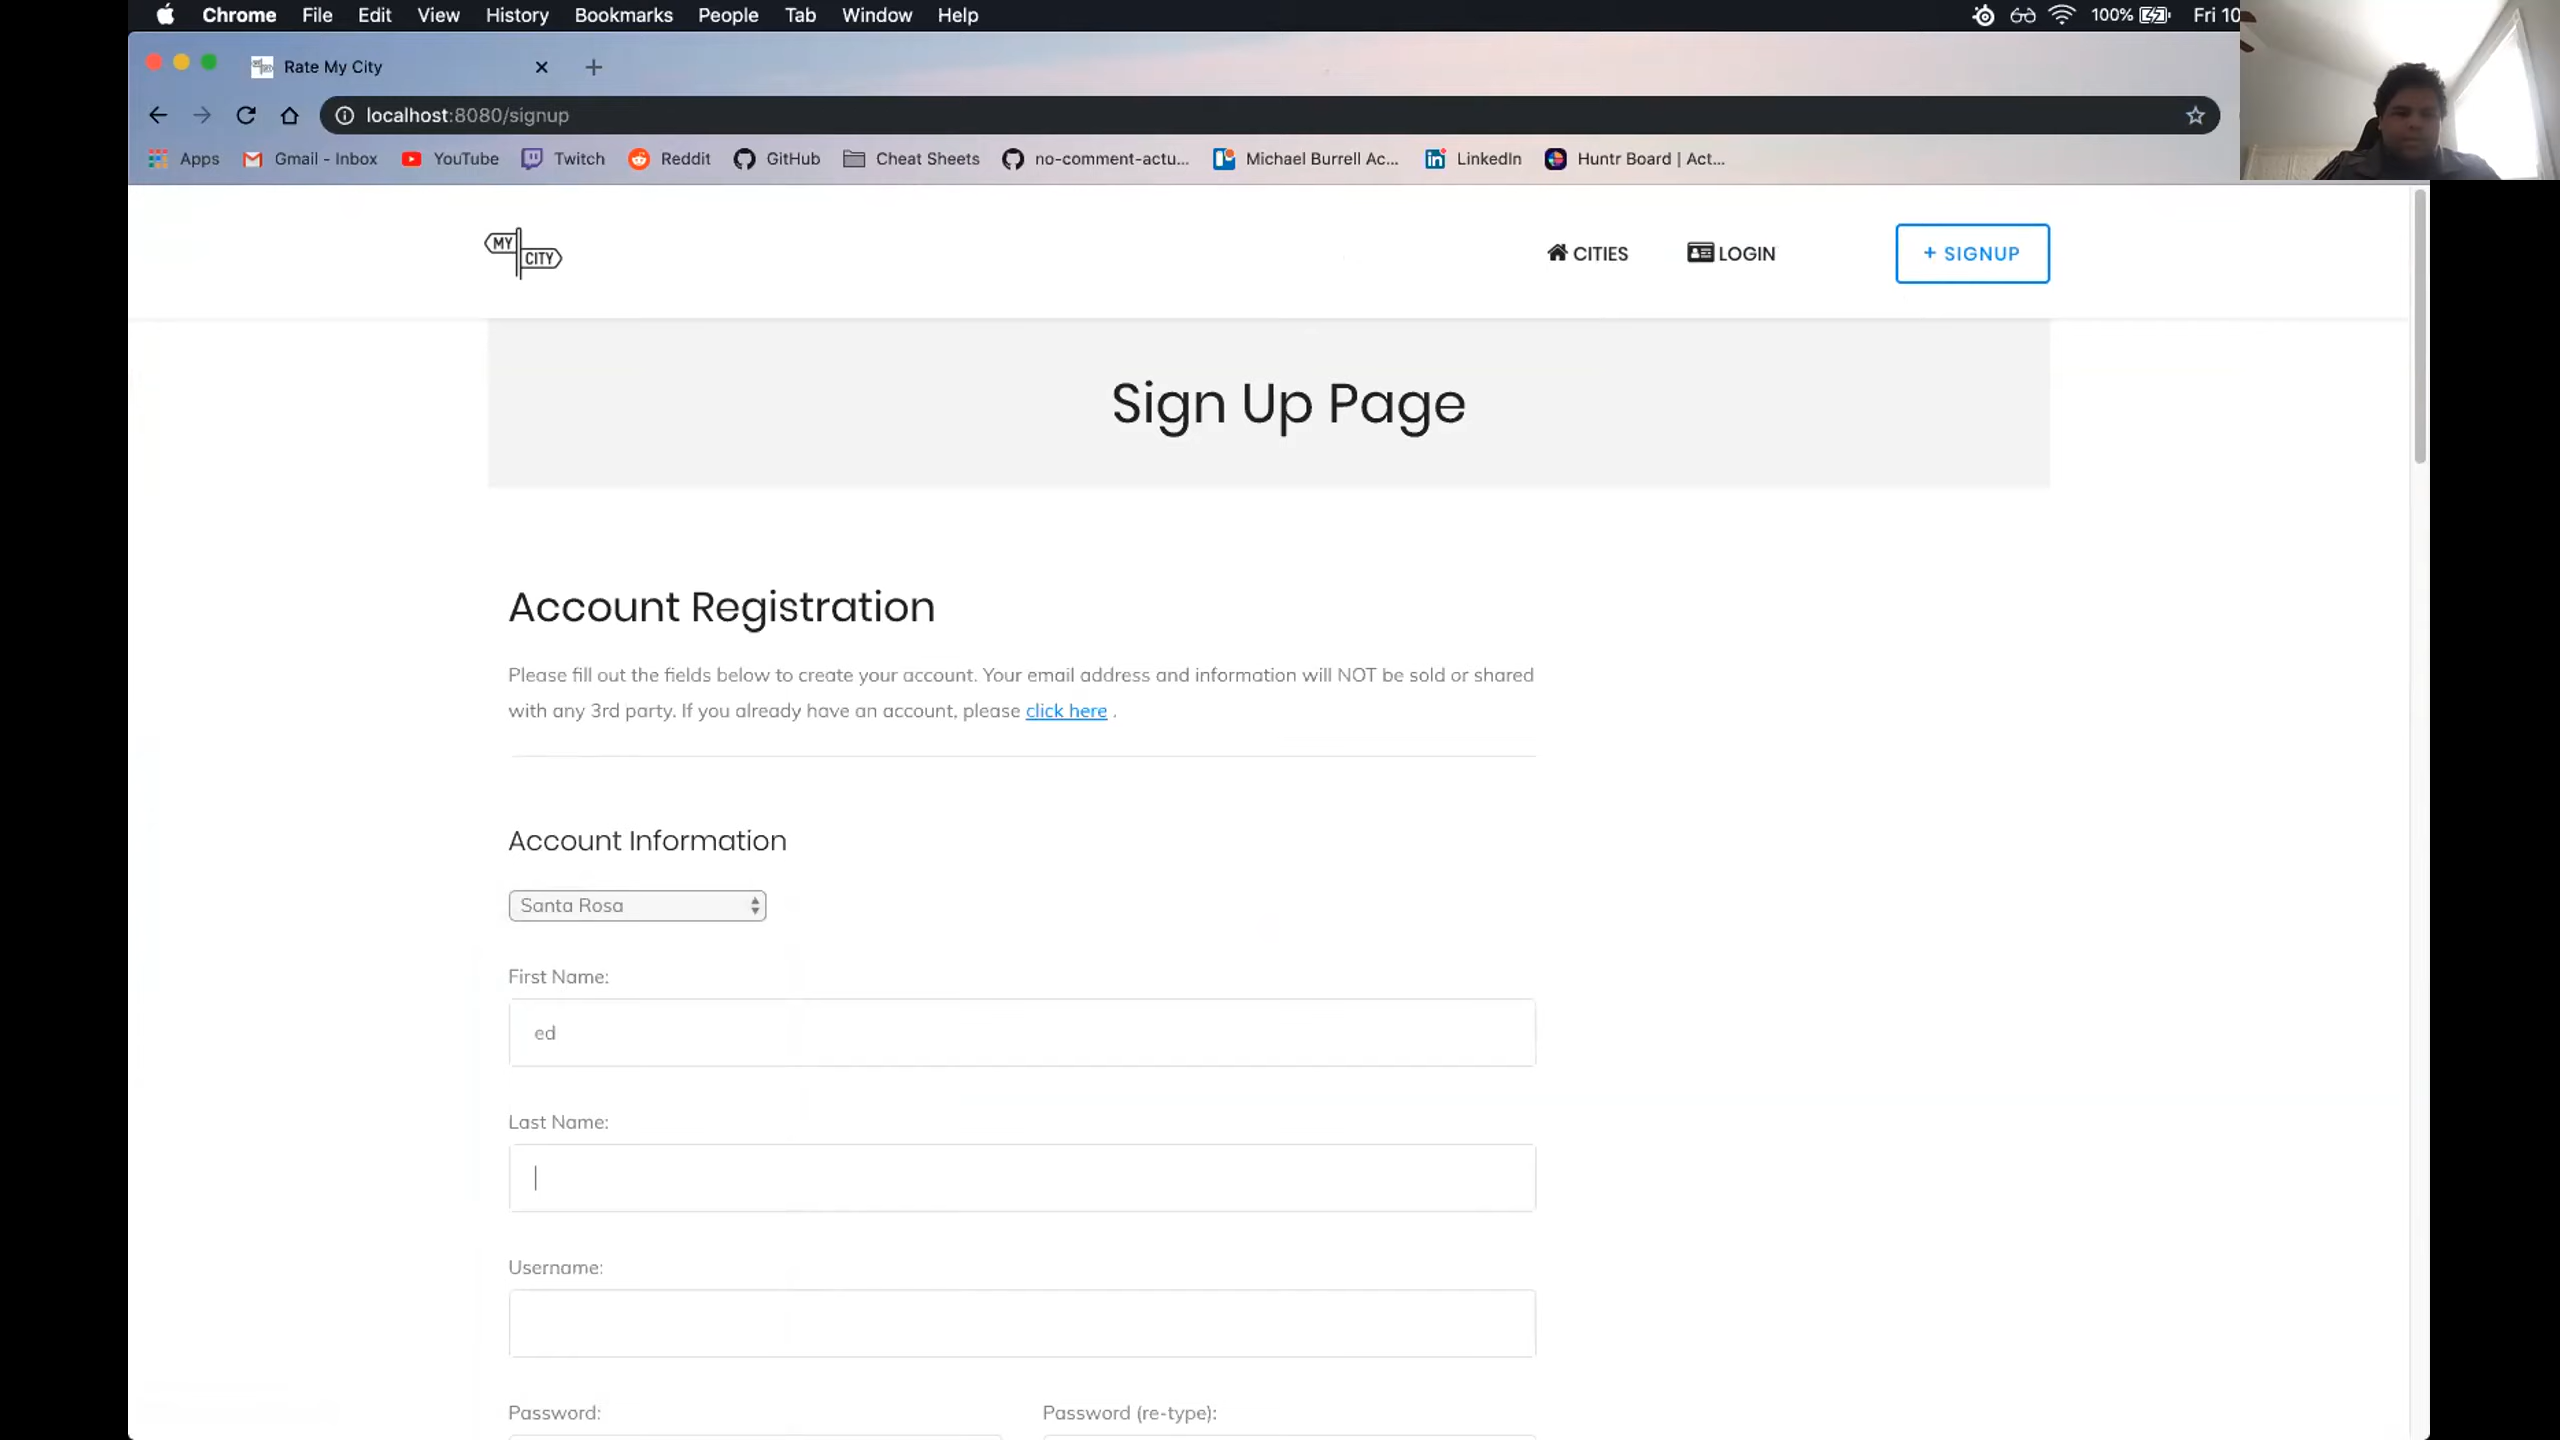 Chrome File Edit View History Bookmarks People Tab Window Help 100% Fri 10
Rate My City
localhost:8080/signup
Apps Gmail - Inbox YouTube Twitch Reddit GitHub Cheat Sheets no-comment-actu... Michael Burrell Ac... LinkedIn Huntr Board | Act...
MY CITY CITIES LOGIN + SIGNUP
Sign Up Page
Account Registration
Please fill out the fields below to create your account. Your email address and information will NOT be sold or shared
with any 3rd party. If you already have an account, please click here .
Account Information
Santa Rosa
First Name:
ed
Last Name:
Username:
Password: Password (re-type):